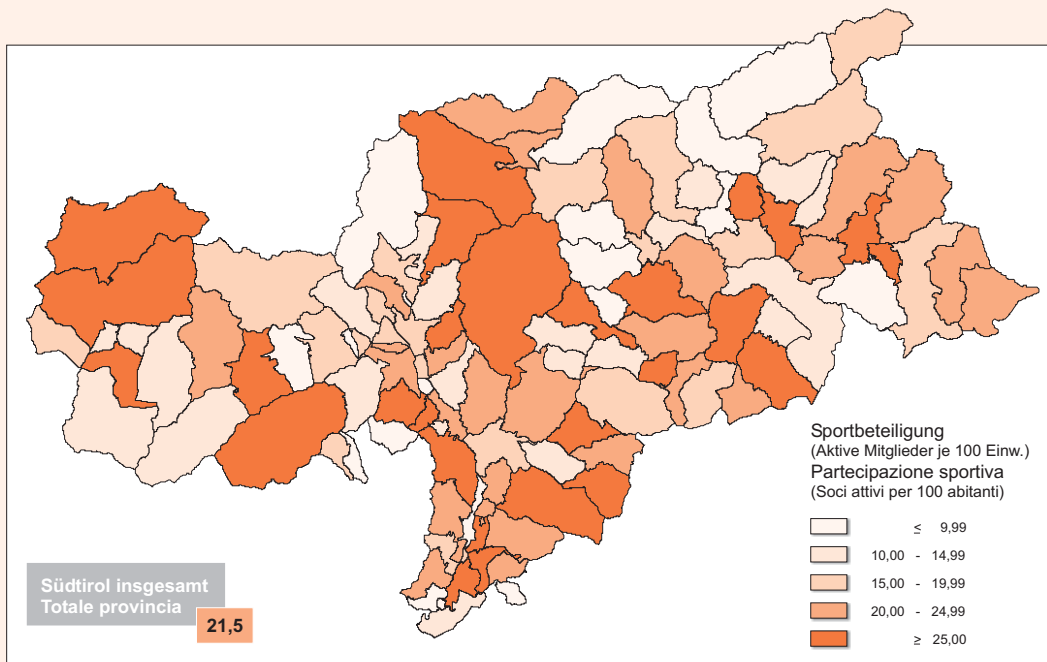 Sportbeteiligung
(Aktive Mitglieder je 100 Einw.)
Partecipazione sportiva
(Soci attivi per 100 abitanti)
≤ 9,99
10,00 - 14,99
15,00 - 19,99
20,00 - 24,99
≥ 25,00
Südtirol insgesamt
Totale provincia
21,5